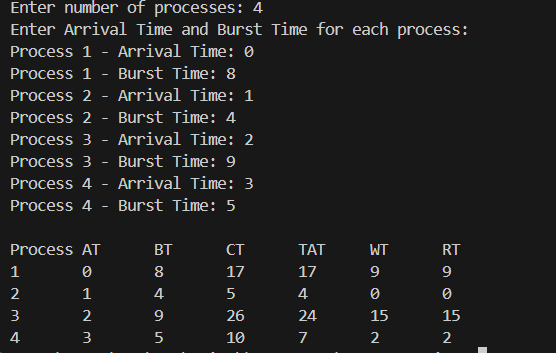 Enter number of processes: 4
Enter Arrival Time and Burst Time for each process:
Process 1 - Arrival Time: 0
Process 1 - Burst Time: 8
Process 2 - Arrival Time: 1
Process 2 - Burst Time: 4
Process 3 - Arrival Time: 2
Process 3 - Burst Time: 9
Process 4 - Arrival Time: 3
Process 4 - Burst Time: 5
Process AT BT CT TAT WT RT
1 0 8 17 17 9 9
2 1 4 5 4 0 0
3 2 9 26 24 15 15
4 3 5 10 7 2 2